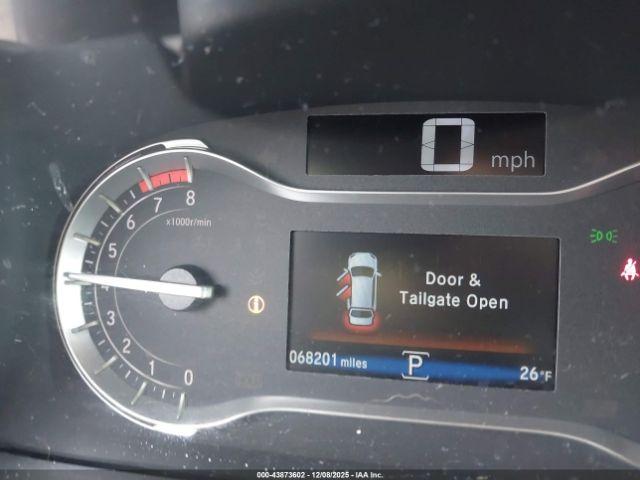 0 mph
8
7
6
x1000r/min
5
4
3
2
1
0
Door &
Tailgate Open
068201 miles
P
26°F
000-43873602 - 12/08/2025 - IAA Inc.